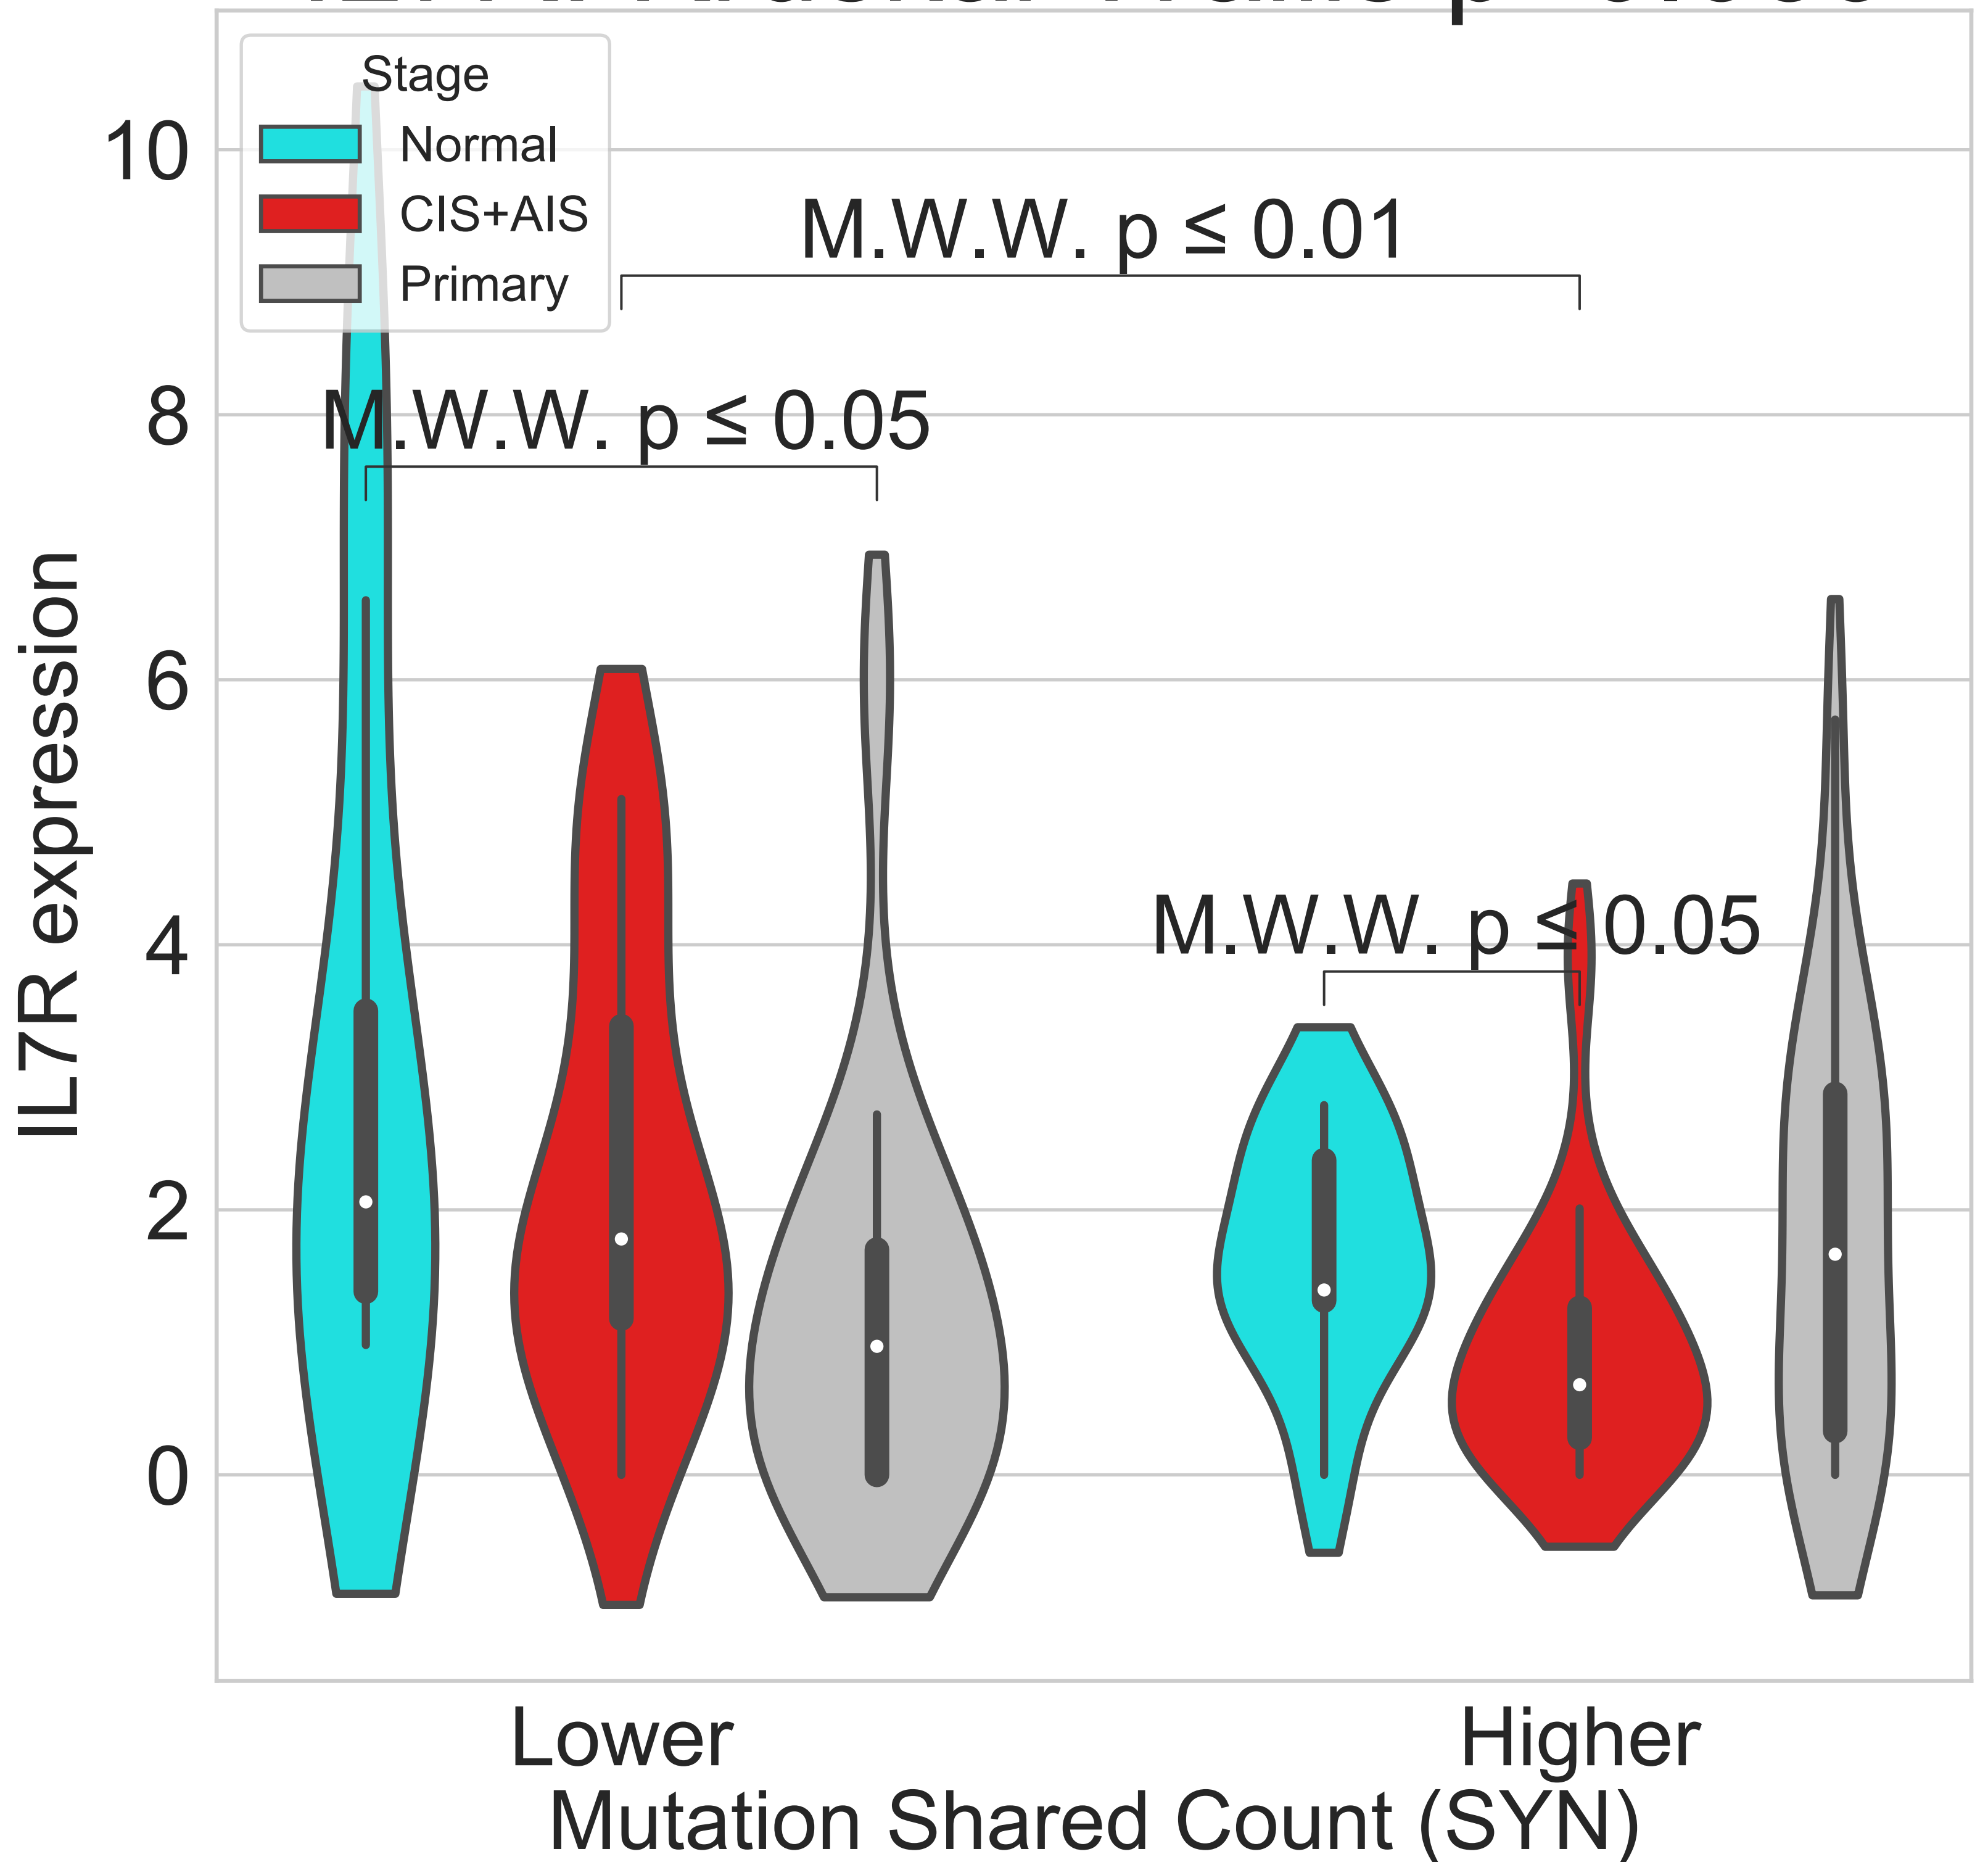 Stage
Normal
CIS+AIS
Primary
M.W.W. p ≤ 0.01
M.W.W. p ≤ 0.05
M.W.W. p ≤ 0.05
10
8
6
4
2
0
IL7R expression
Lower
Higher
Mutation Shared Count (SYN)